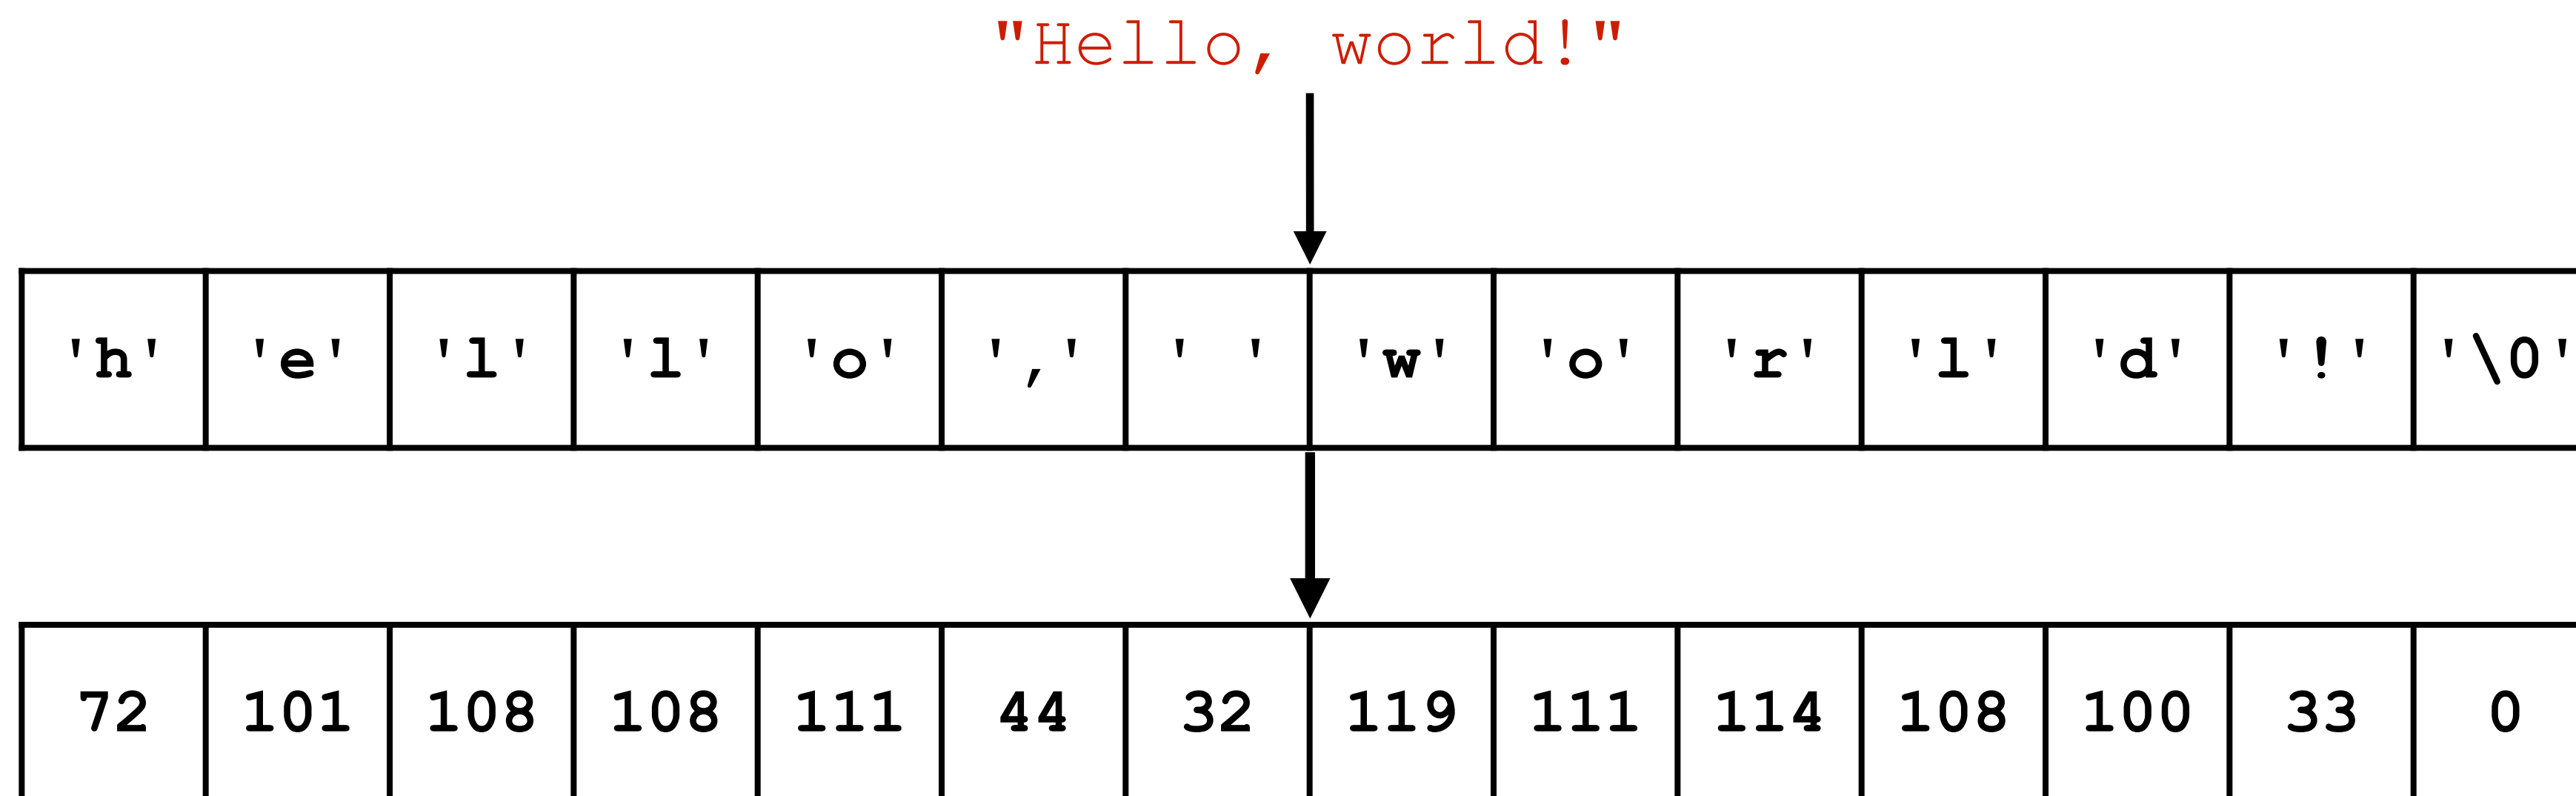 "Hello, world!"
'h' 'e' 'l' 'l' 'o' ',' ' ' 'w' 'o' 'r' 'l' 'd' '!' '\0'
72 101 108 108 111 44 32 119 111 114 108 100 33 0